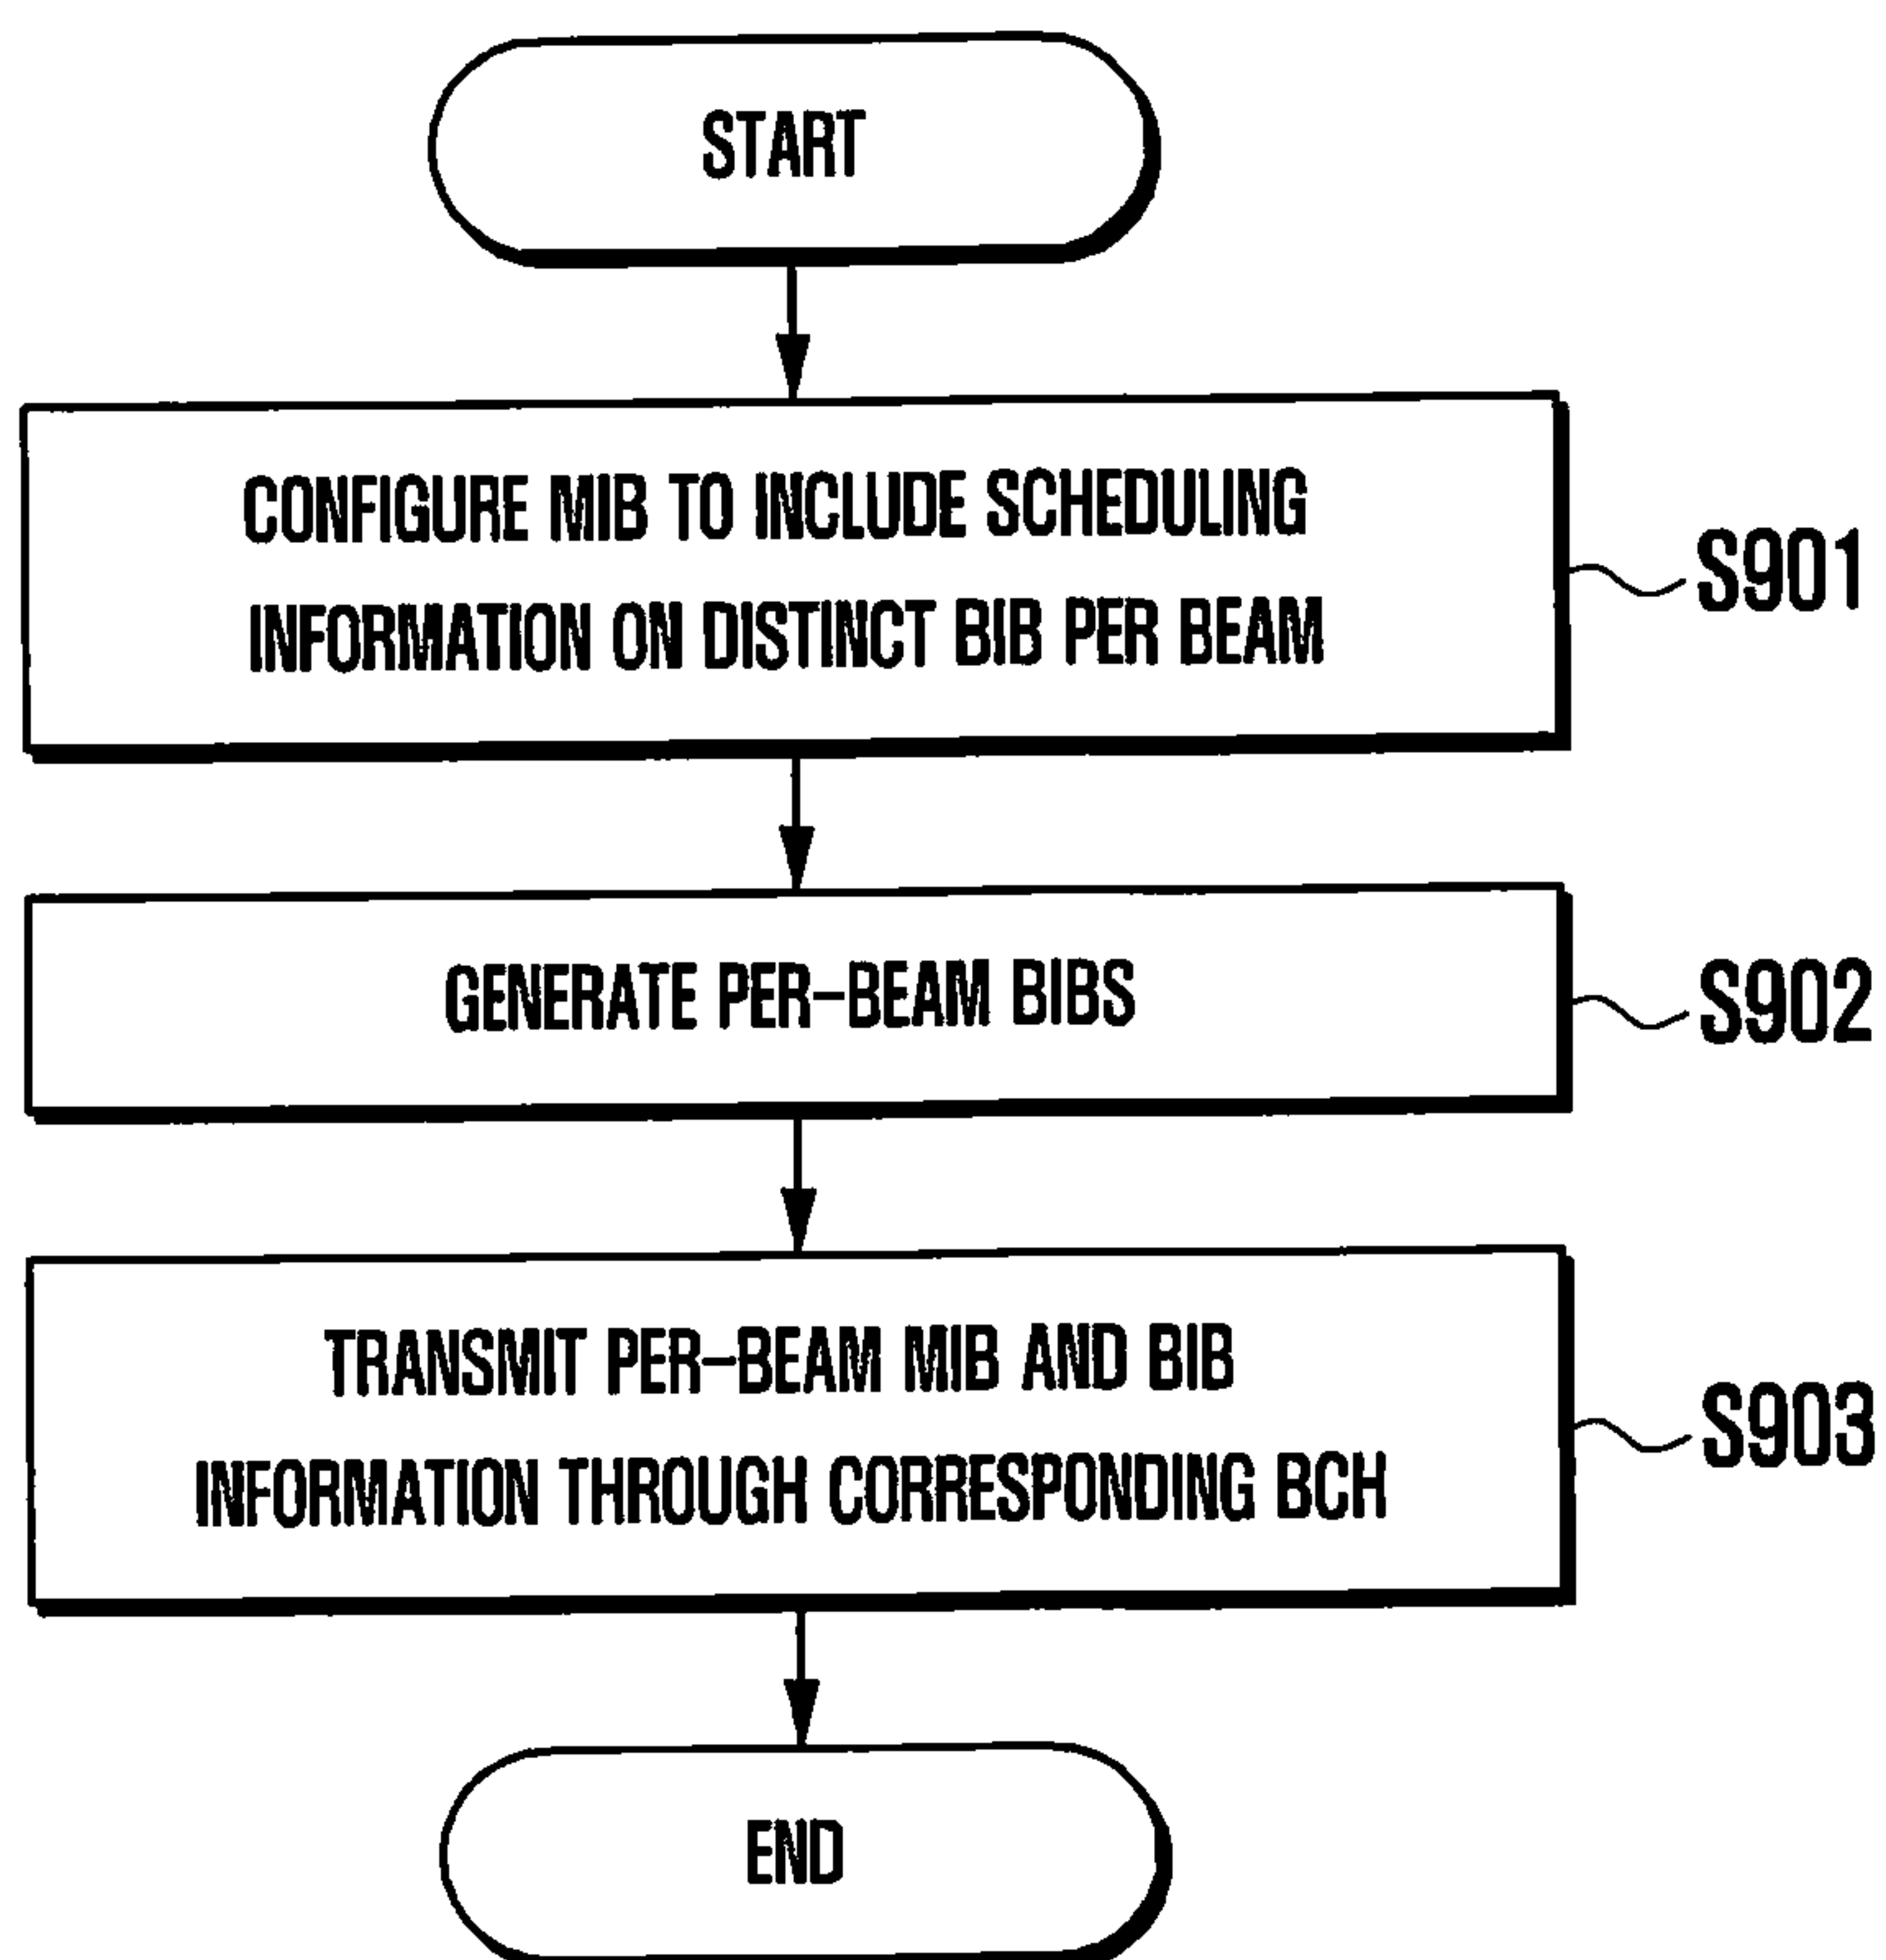 START
CONFIGURE MIB TO INCLUDE SCHEDULING
INFORMATION ON DISTINCT BIB PER BEAM
S901
GENERATE PER-BEAM BIBS
S902
TRANSMIT PER-BEAM MIB AND BIB
INFORMATION THROUGH CORRESPONDING BCH
S903
END